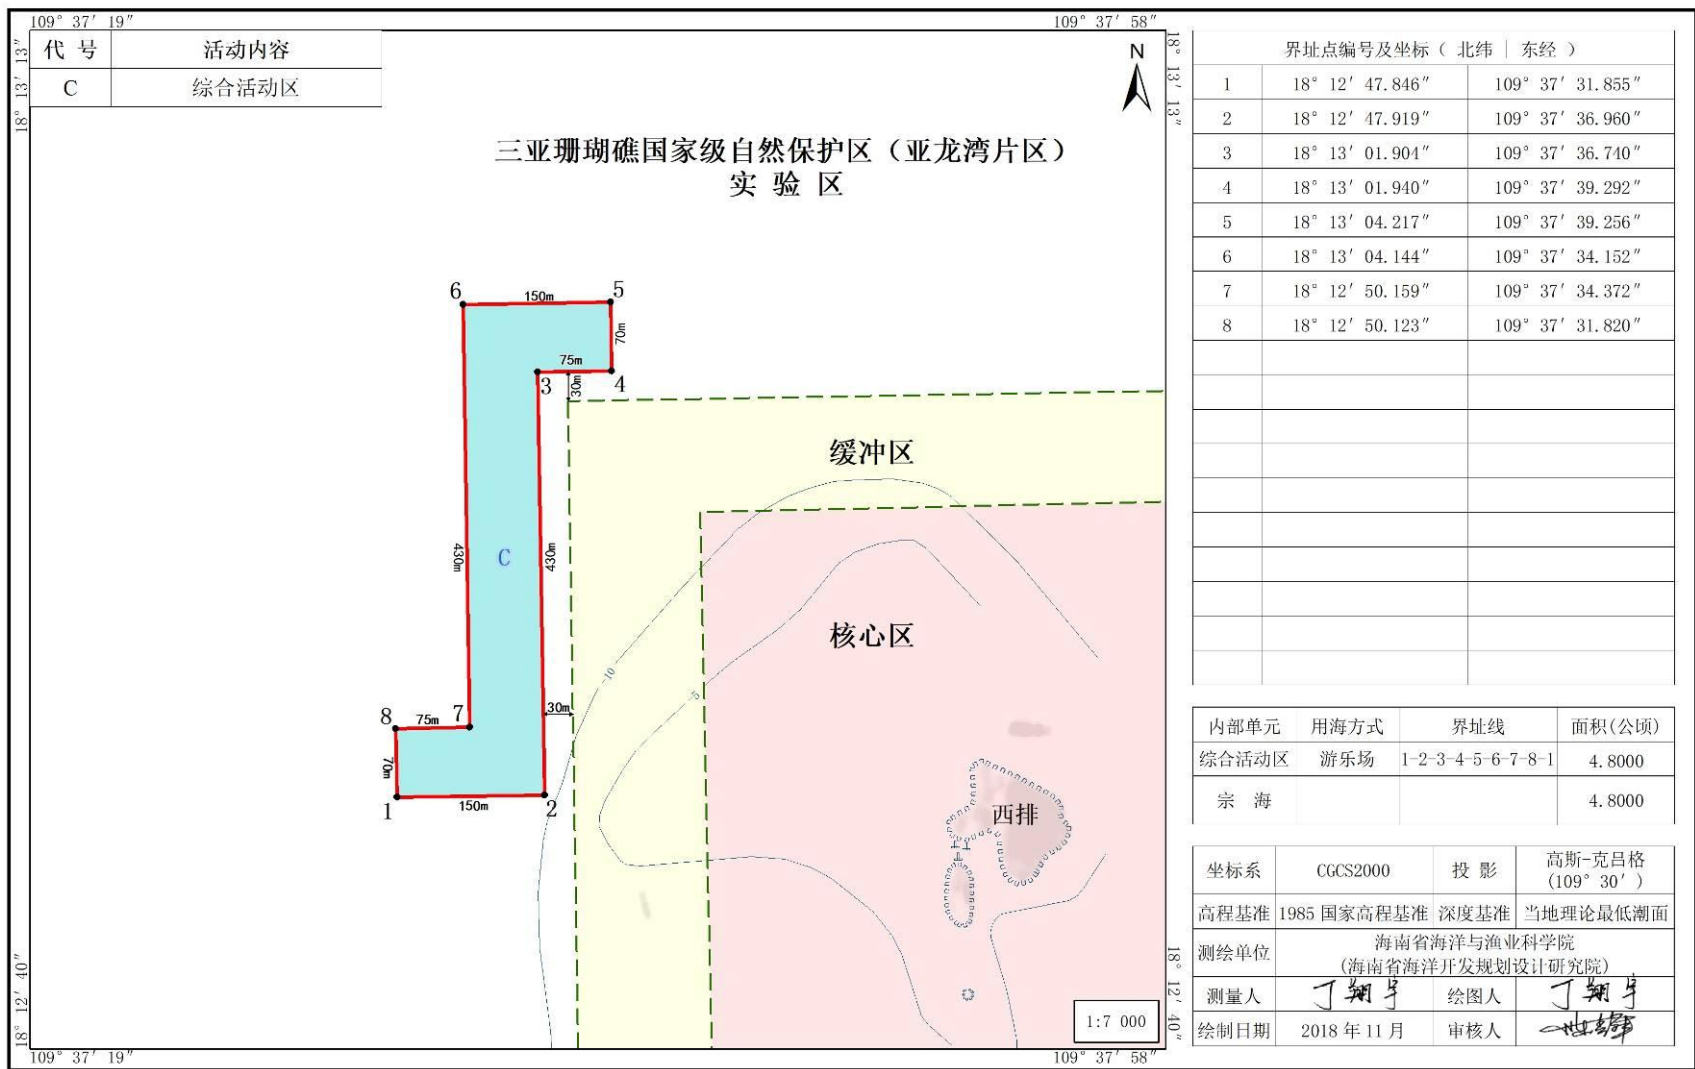 109° 37′ 19″
109° 37′ 58″
18° 13′ 13″
18° 13′ 13″
代 号 活动内容
C 综合活动区
N
三亚珊瑚礁国家级自然保护区（亚龙湾片区）
实 验 区
6
150m
5
70m
75m
3
4
30m
缓冲区
430m
C
430m
核心区
-10
-5
8
75m
7
30m
70m
1
150m
2
西排
18° 12′ 40″
18° 12′ 40″
1:7 000
109° 37′ 19″
109° 37′ 58″
界址点编号及坐标（ 北纬 | 东经 ）
1 18° 12′ 47.846″ 109° 37′ 31.855″
2 18° 12′ 47.919″ 109° 37′ 36.960″
3 18° 13′ 01.904″ 109° 37′ 36.740″
4 18° 13′ 01.940″ 109° 37′ 39.292″
5 18° 13′ 04.217″ 109° 37′ 39.256″
6 18° 13′ 04.144″ 109° 37′ 34.152″
7 18° 12′ 50.159″ 109° 37′ 34.372″
8 18° 12′ 50.123″ 109° 37′ 31.820″
内部单元 用海方式 界址线 面积(公顷)
综合活动区 游乐场 1-2-3-4-5-6-7-8-1 4.8000
宗 海 4.8000
坐标系 CGCS2000 投 影 高斯-克吕格
(109° 30′ )
高程基准 1985 国家高程基准 深度基准 当地理论最低潮面
测绘单位 海南省海洋与渔业科学院
(海南省海洋开发规划设计研究院)
测量人 丁翔宇 绘图人 丁翔宇
绘制日期 2018 年 11 月 审核人